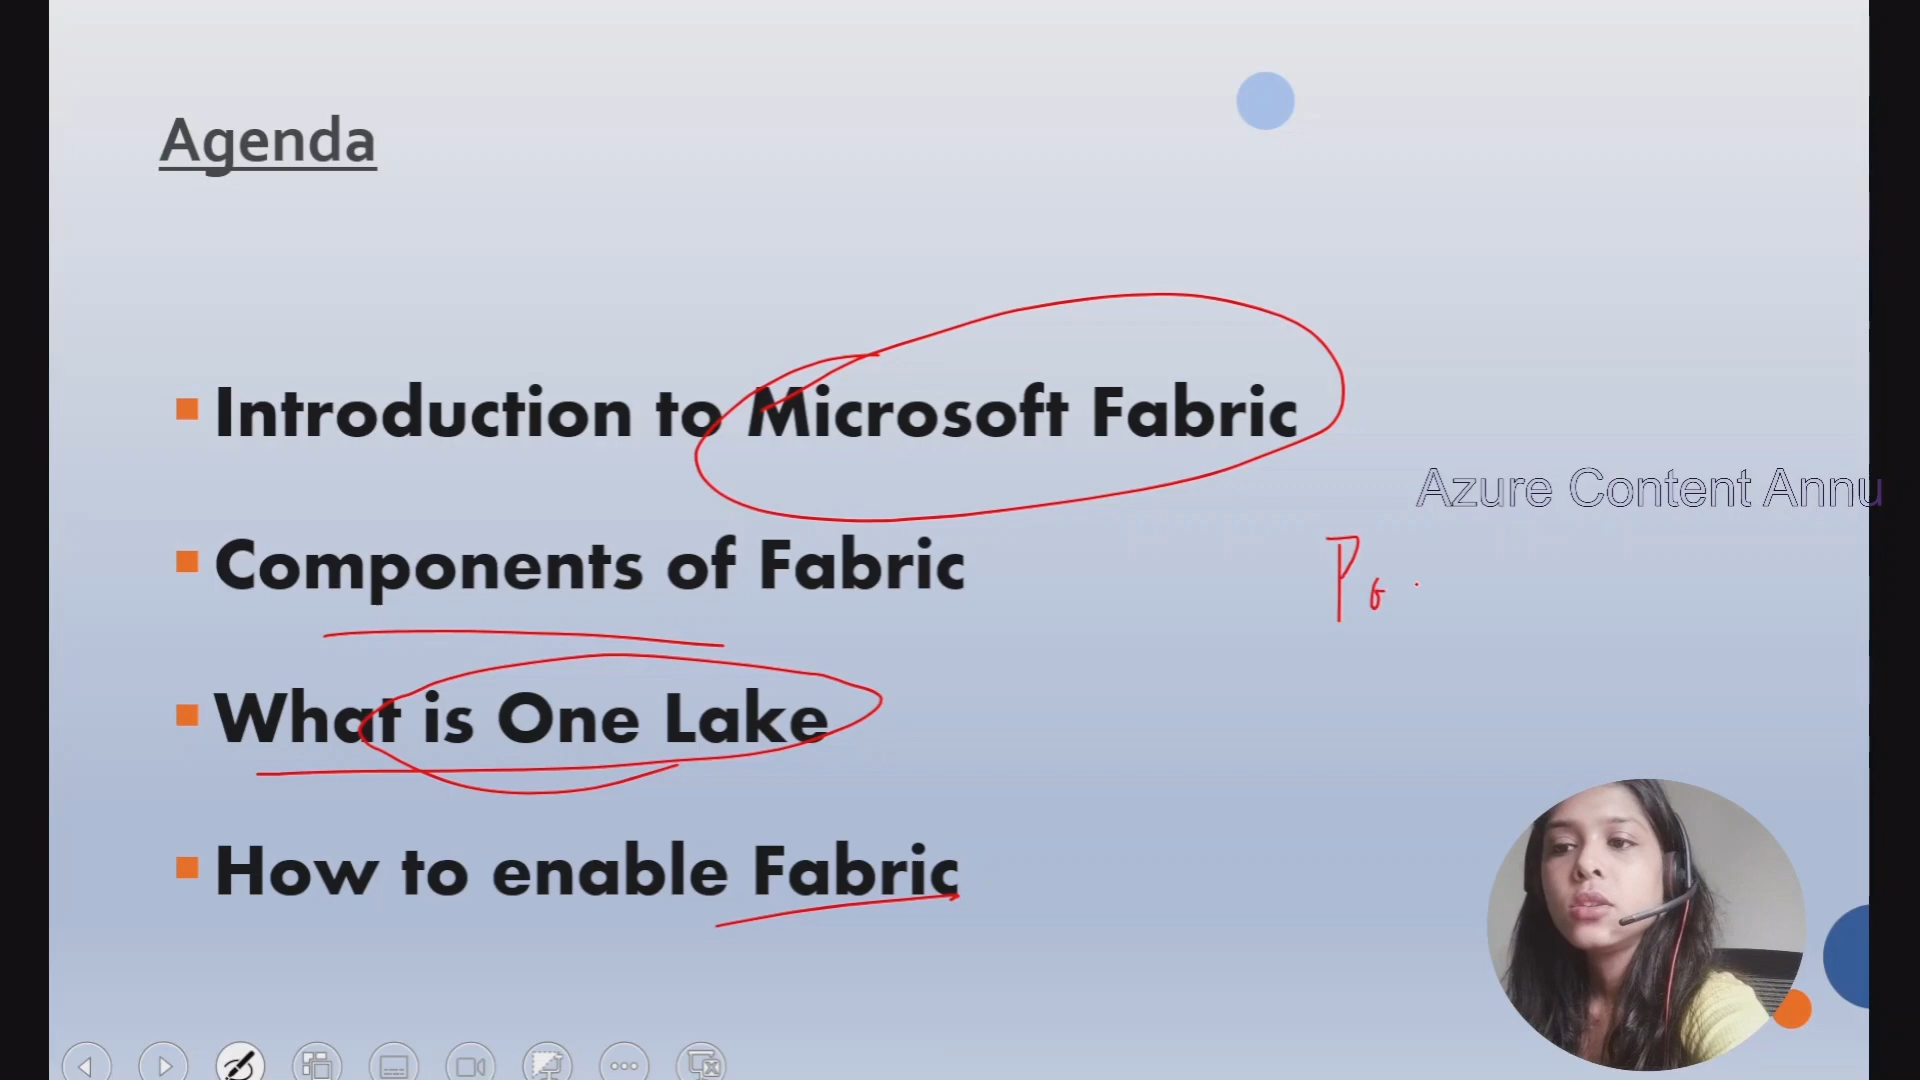 Agenda
Introduction to Microsoft Fabric
Azure Content Annu
Components of Fabric
What is One Lake
How to enable Fabric